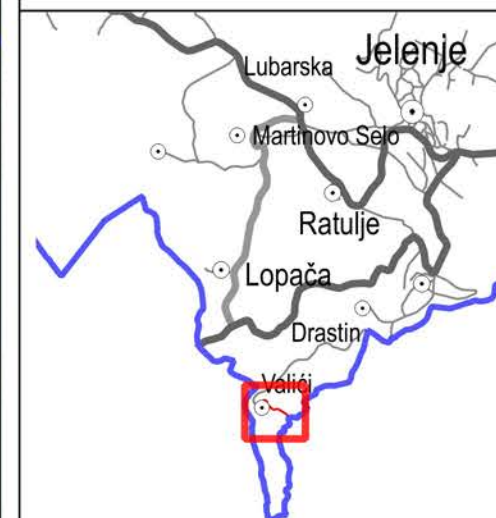 Jelenje
Lubarska
Martinovo Selo
Ratulje
Lopača
Drastin
Valići